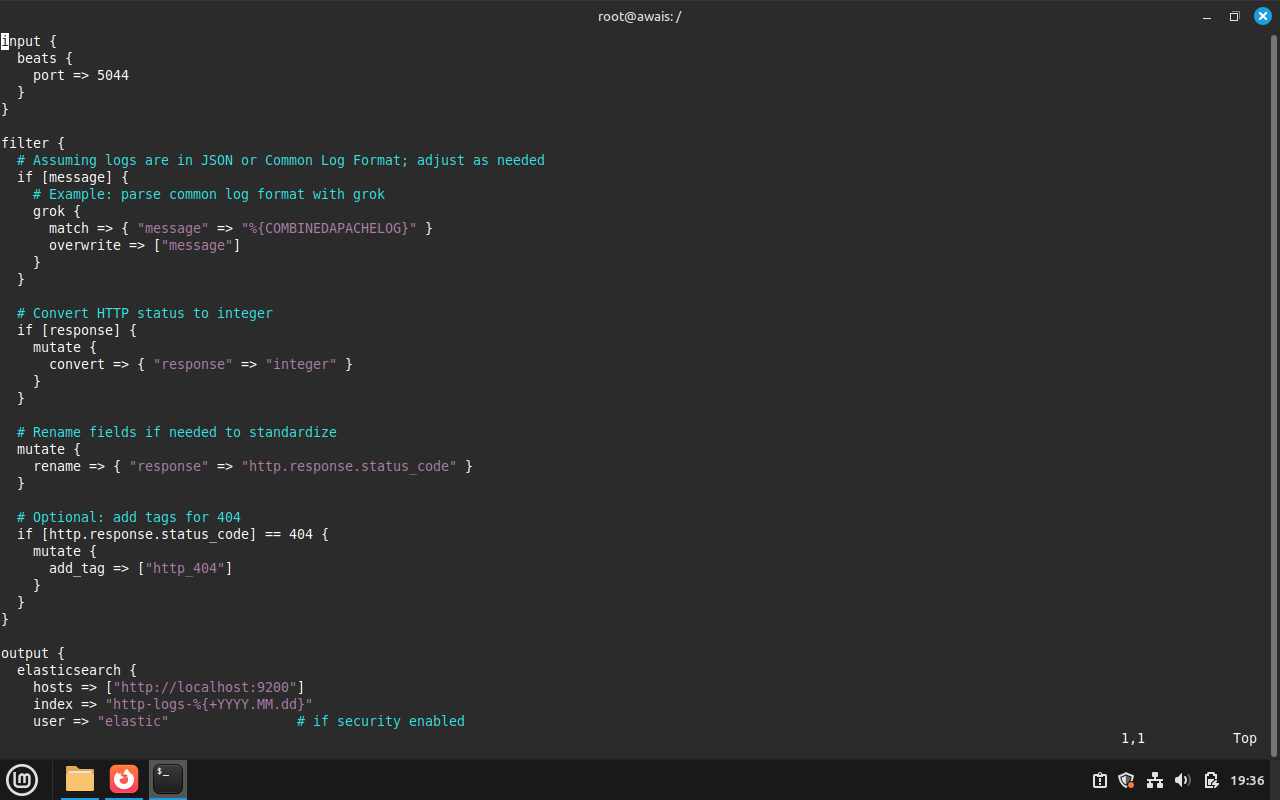 root@awais: /
input {
  beats {
    port => 5044
  }
}

filter {
  # Assuming logs are in JSON or Common Log Format; adjust as needed
  if [message] {
    # Example: parse common log format with grok
    grok {
      match => { "message" => "%{COMBINEDAPACHELOG}" }
      overwrite => ["message"]
    }
  }

  # Convert HTTP status to integer
  if [response] {
    mutate {
      convert => { "response" => "integer" }
    }
  }

  # Rename fields if needed to standardize
  mutate {
    rename => { "response" => "http.response.status_code" }
  }

  # Optional: add tags for 404
  if [http.response.status_code] == 404 {
    mutate {
      add_tag => ["http_404"]
    }
  }
}

output {
  elasticsearch {
    hosts => ["http://localhost:9200"]
    index => "http-logs-%{+YYYY.MM.dd}"
    user => "elastic"                # if security enabled
1,1 Top
lm $_ 19:36